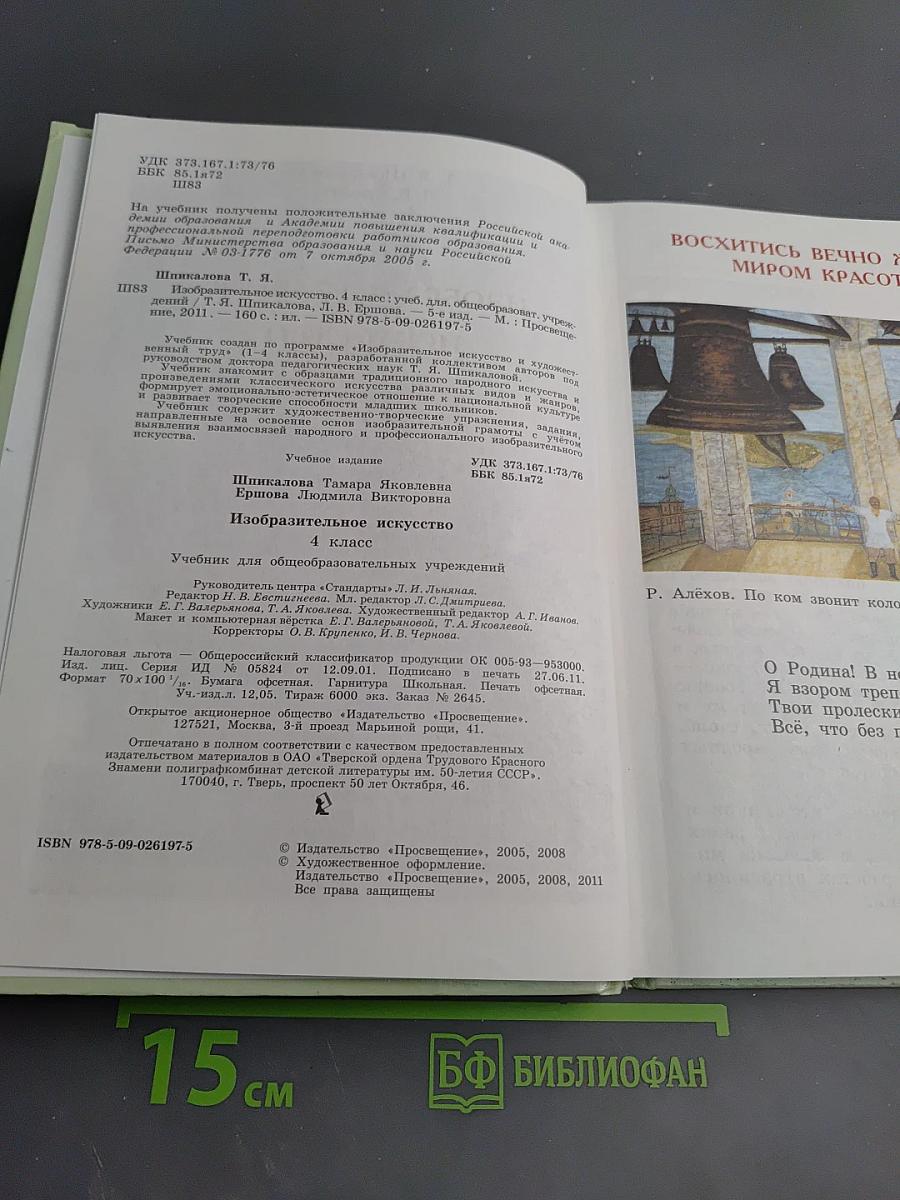 УДК 373.167.1:73/76
ББК 85.1я72
Ш83
На учебник получены положительные заключения Российской ака
демии образования и Академии повышения квалификации и
профессиональной переподготовки работников образования.
Письмо Министерства образования и науки Российской
Федерации № 03-1776 от 7 октября 2005 г.
Шпикалова Т. Я.
Ш83 Изобразительное искусство. 4 класс : учеб. для. общеобразоват. учреж-
дений / Т. Я. Шпикалова, Л. В. Ершова. — 5-е изд. — М. : Просвеще-
ние, 2011. — 160 с. : ил. — ISBN 978-5-09-026197-5
Учебник создан по программе «Изобразительное искусство и художест-
венный труд» (1—4 классы), разработанной коллективом авторов под
руководством доктора педагогических наук Т. Я. Шпикаловой.
Учебник знакомит с образцами традиционного народного искусства и
произведениями классического искусства различных видов и жанров,
формирует эмоционально-эстетическое отношение к национальной культуре
и развивает творческие способности младших школьников.
Учебник содержит художественно-творческие упражнения, задания,
направленные на освоение основ изобразительной грамоты с учётом
выявления взаимосвязей народного и профессионального изобразительного
искусства.
УДК 373.167.1:73/76
ББК 85.1я72
Учебное издание
Шпикалова Тамара Яковлевна
Ершова Людмила Викторовна
Изобразительное искусство
4 класс
Учебник для общеобразовательных учреждений
Руководитель центра «Стандарты» Л. И. Льняная.
Редактор Н. В. Евстигнеева. Мл. редактор Л. С. Дмитриева.
Художники Е. Г. Валерьянова, Т. А. Яковлева. Художественный редактор А. Г. Иванов.
Макет и компьютерная вёрстка Е. Г. Валерьяновой, Т. А. Яковлевой.
Корректоры О. В. Крупенко, И. В. Чернова.
Налоговая льгота — Общероссийский классификатор продукции ОК 005-93—953000.
Изд. лиц. Серия ИД № 05824 от 12.09.01. Подписано в печать 27.06.11.
Формат 70×100 1/16. Бумага офсетная. Гарнитура Школьная. Печать офсетная.
Уч.-изд.л. 12,05. Тираж 6000 экз. Заказ № 2645.
Открытое акционерное общество «Издательство «Просвещение».
127521, Москва, 3-й проезд Марьиной рощи, 41.
Отпечатано в полном соответствии с качеством предоставленных
издательством материалов в ОАО «Тверской ордена Трудового Красного
Знамени полиграфкомбинат детской литературы им. 50-летия СССР».
170040, г. Тверь, проспект 50 лет Октября, 46.
ISBN 978-5-09-026197-5
© Издательство «Просвещение», 2005, 2008
© Художественное оформление.
Издательство «Просвещение», 2005, 2008, 2011
Все права защищены
ВОСХИТИСЬ ВЕЧНО
МИРОМ КРАСОТ
Р. Алёхов. По ком звонит коло
О Родина! В не
Я взором треп
Твои пролески
Всё, что без
15 см
БФ БИБЛИОФАН